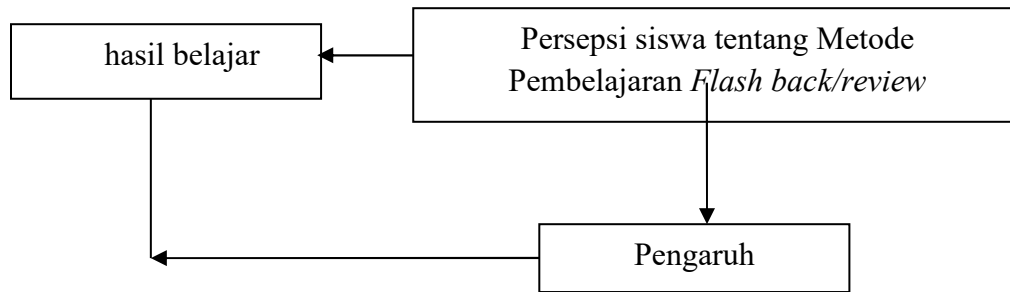 hasil belajar
Persepsi siswa tentang Metode
Pembelajaran Flash back/review
Pengaruh